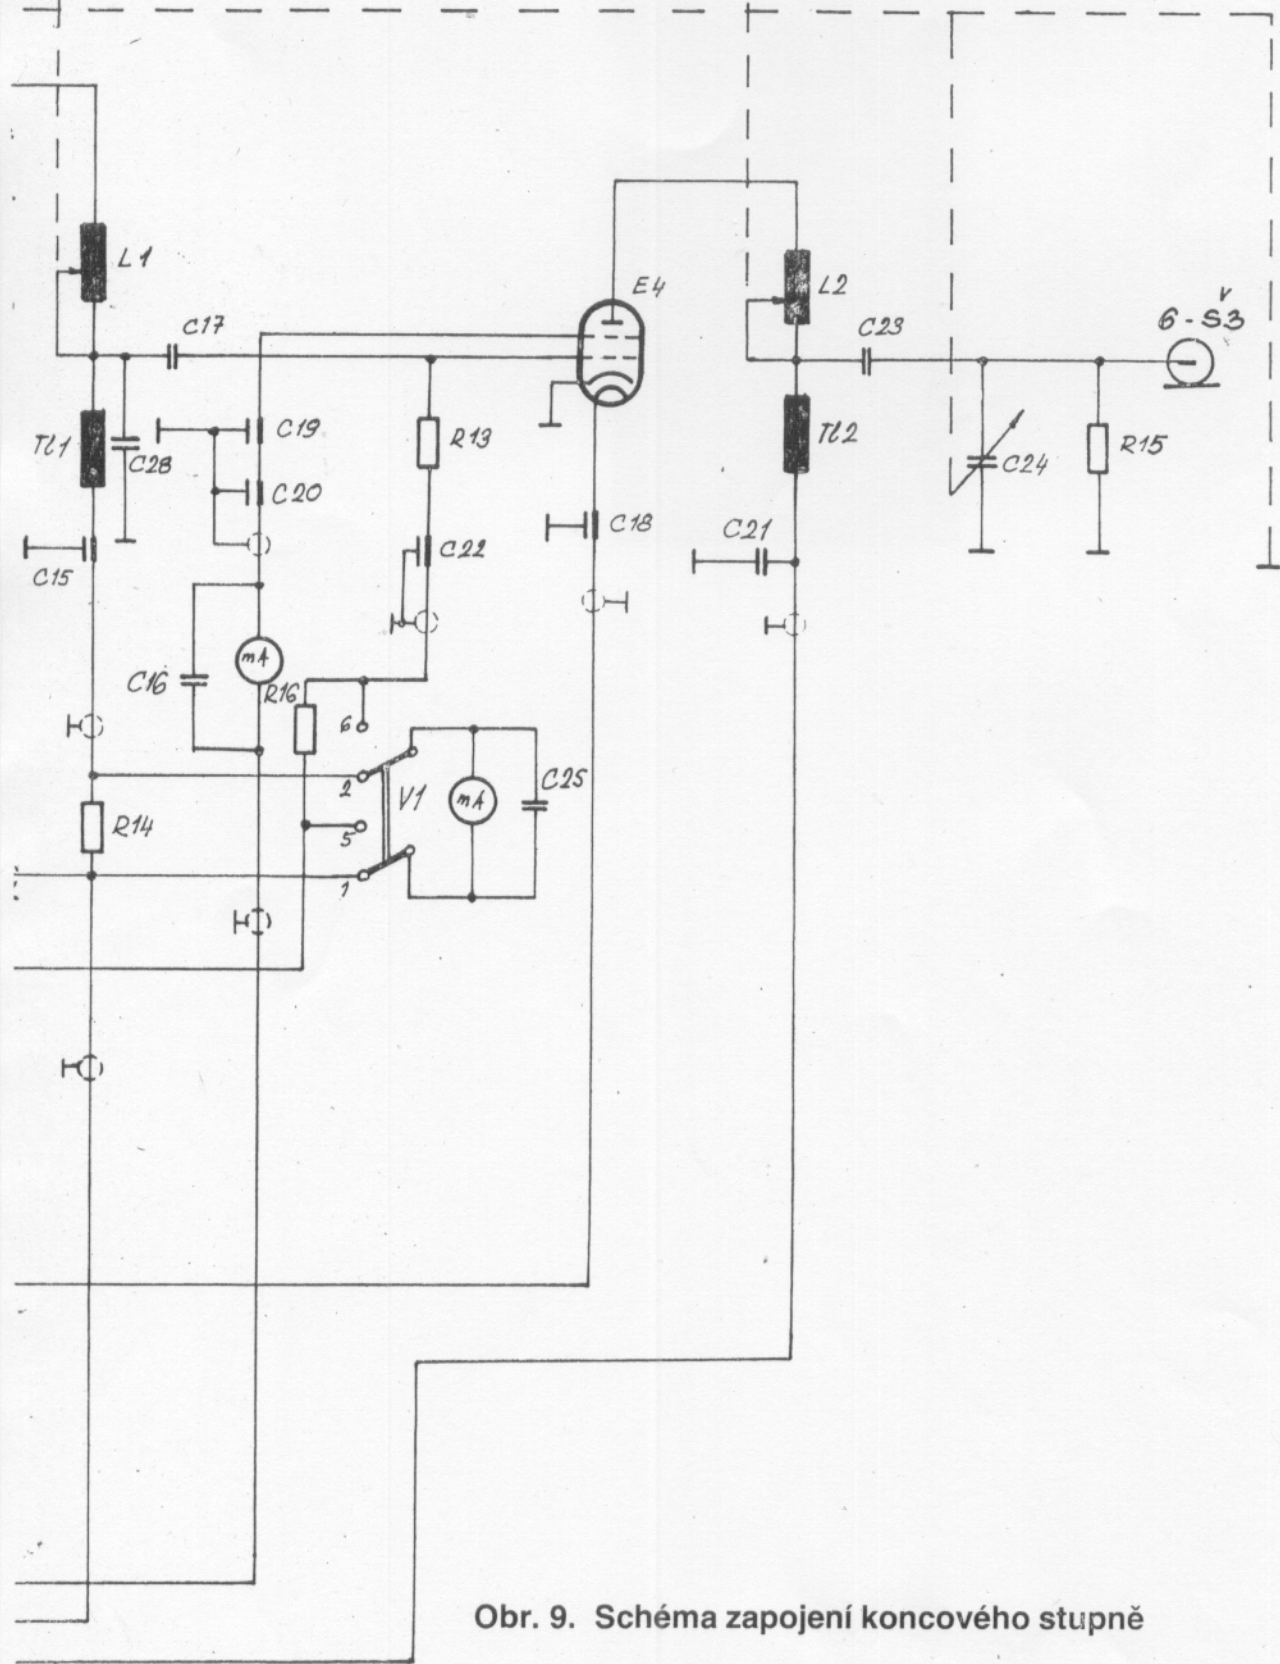 L1
E4
L2
C17
C23
6-Š3
Tl1
C28
C19
R13
Tl2
C24
R15
C20
C18
C21
C22
C15
mA
C16
R16
6
2
V1
mA
C25
R14
5
1
Obr. 9. Schéma zapojení koncového stupně